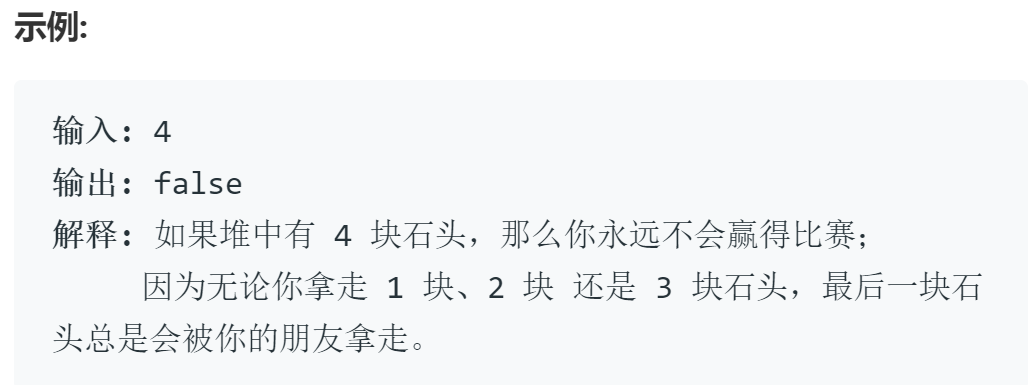 示例:
输入: 4
输出: false
解释: 如果堆中有 4 块石头，那么你永远不会赢得比赛；
因为无论你拿走 1 块、2 块 还是 3 块石头，最后一块石
头总是会被你的朋友拿走。